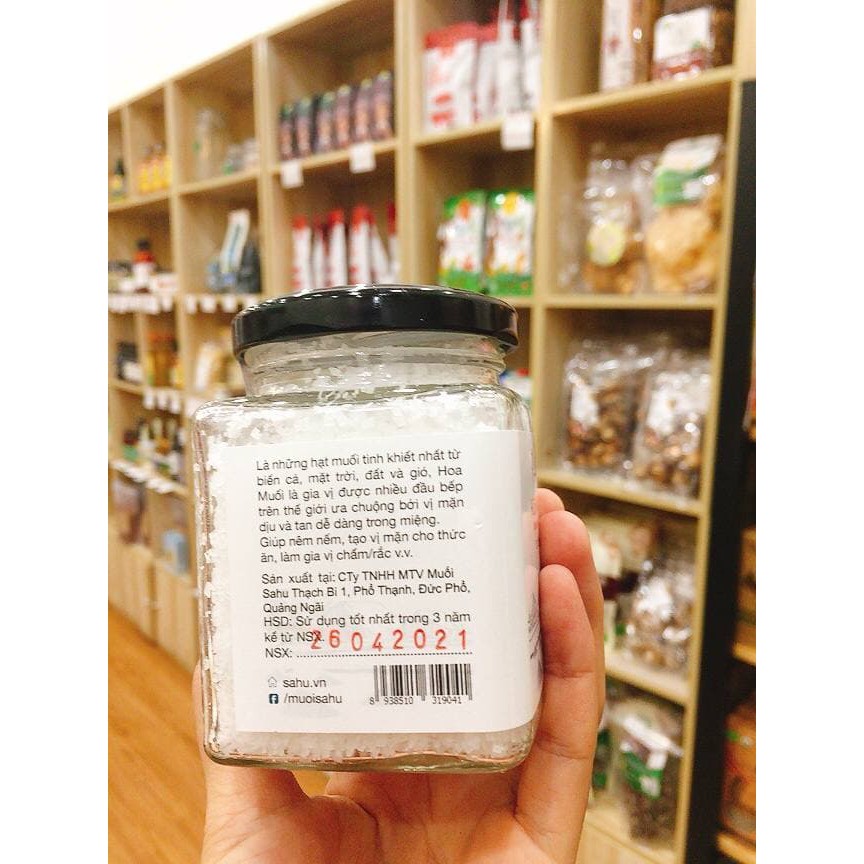 Là những hạt muối tinh khiết nhất từ
biển cả, mặt trời, đất và gió, Hoa
Muối là gia vị được nhiều đầu bếp
trên thế giới ưa chuộng bởi vị mặn
dịu và tan dễ dàng trong miệng.
Giúp nêm nếm, tạo vị mặn cho thức
ăn, làm gia vị chấm/rắc v.v.
Sản xuất tại: CTy TNHH MTV Muối
Sahu Thạch Bi 1, Phổ Thạnh, Đức Phổ,
Quảng Ngãi
HSD: Sử dụng tốt nhất trong 3 năm
kể từ NSX.
26042021
NSX: ........................................
sahu.vn
/muoisahu
8 938510 319041